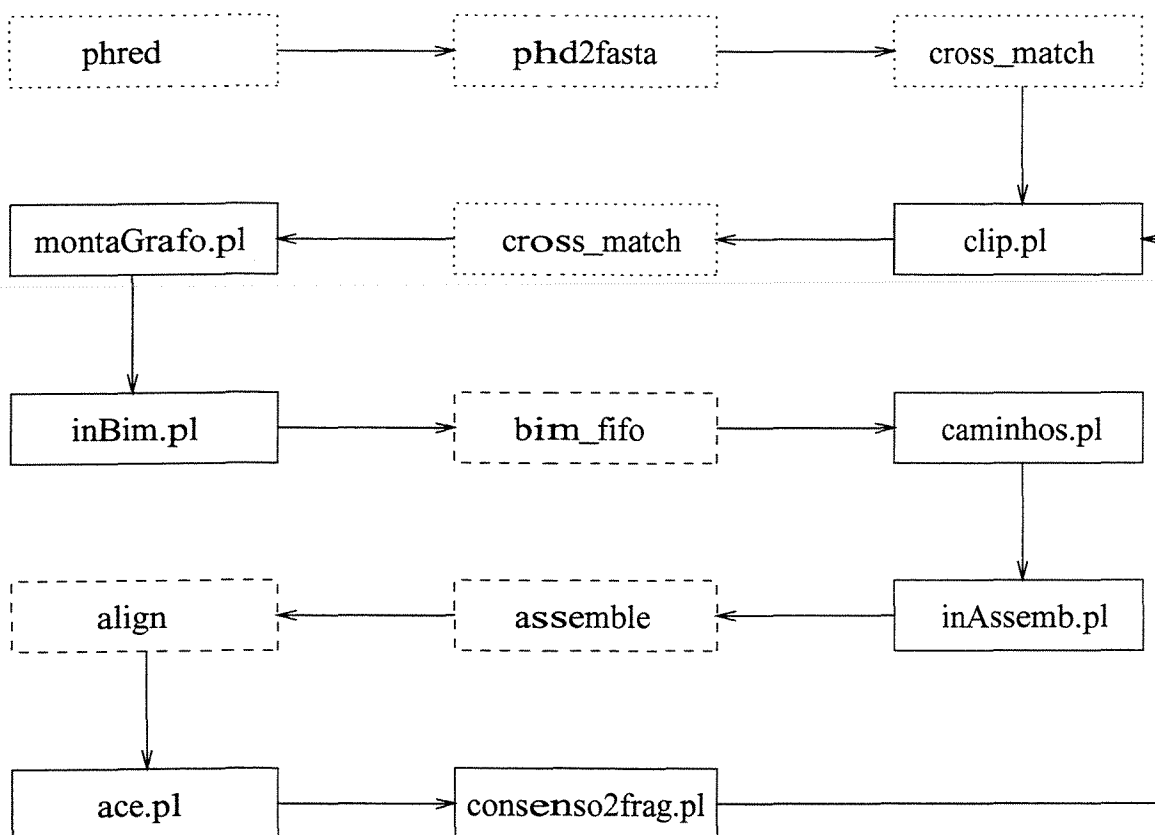 phred
phd2fasta
cross_match
montaGrafo.pl
cross_match
clip.pl
inBim.pl
bim_fifo
caminhos.pl
align
assemble
inAssemb.pl
ace.pl
consenso2frag.pl